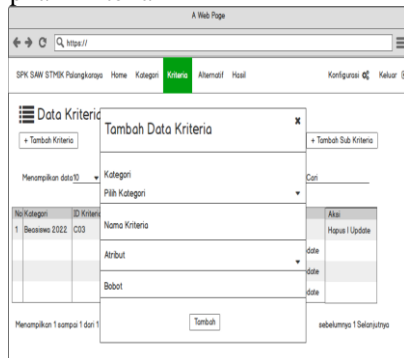 A Web Page
https://
SPK SAW STMIK Palangkaraya Home Kategori Kriteria Alternatif Hasil Konfigurasi Keluar
Data Kriteria
+ Tambah Kriteria
+ Tambah Sub Kriteria
Menampilkan data 10
Cari
No Kategori ID Kriteria Aksi
1 Beasiswa 2022 C03 Hapus | Update
date
date
date
Menampilkan 1 sampai 1 dari 1
sebelumnya 1 Selanjutnya
Tambah Data Kriteria
x
Kategori
Pilih Kategori
Nama Kriteria
Atribut
Bobot
Tambah